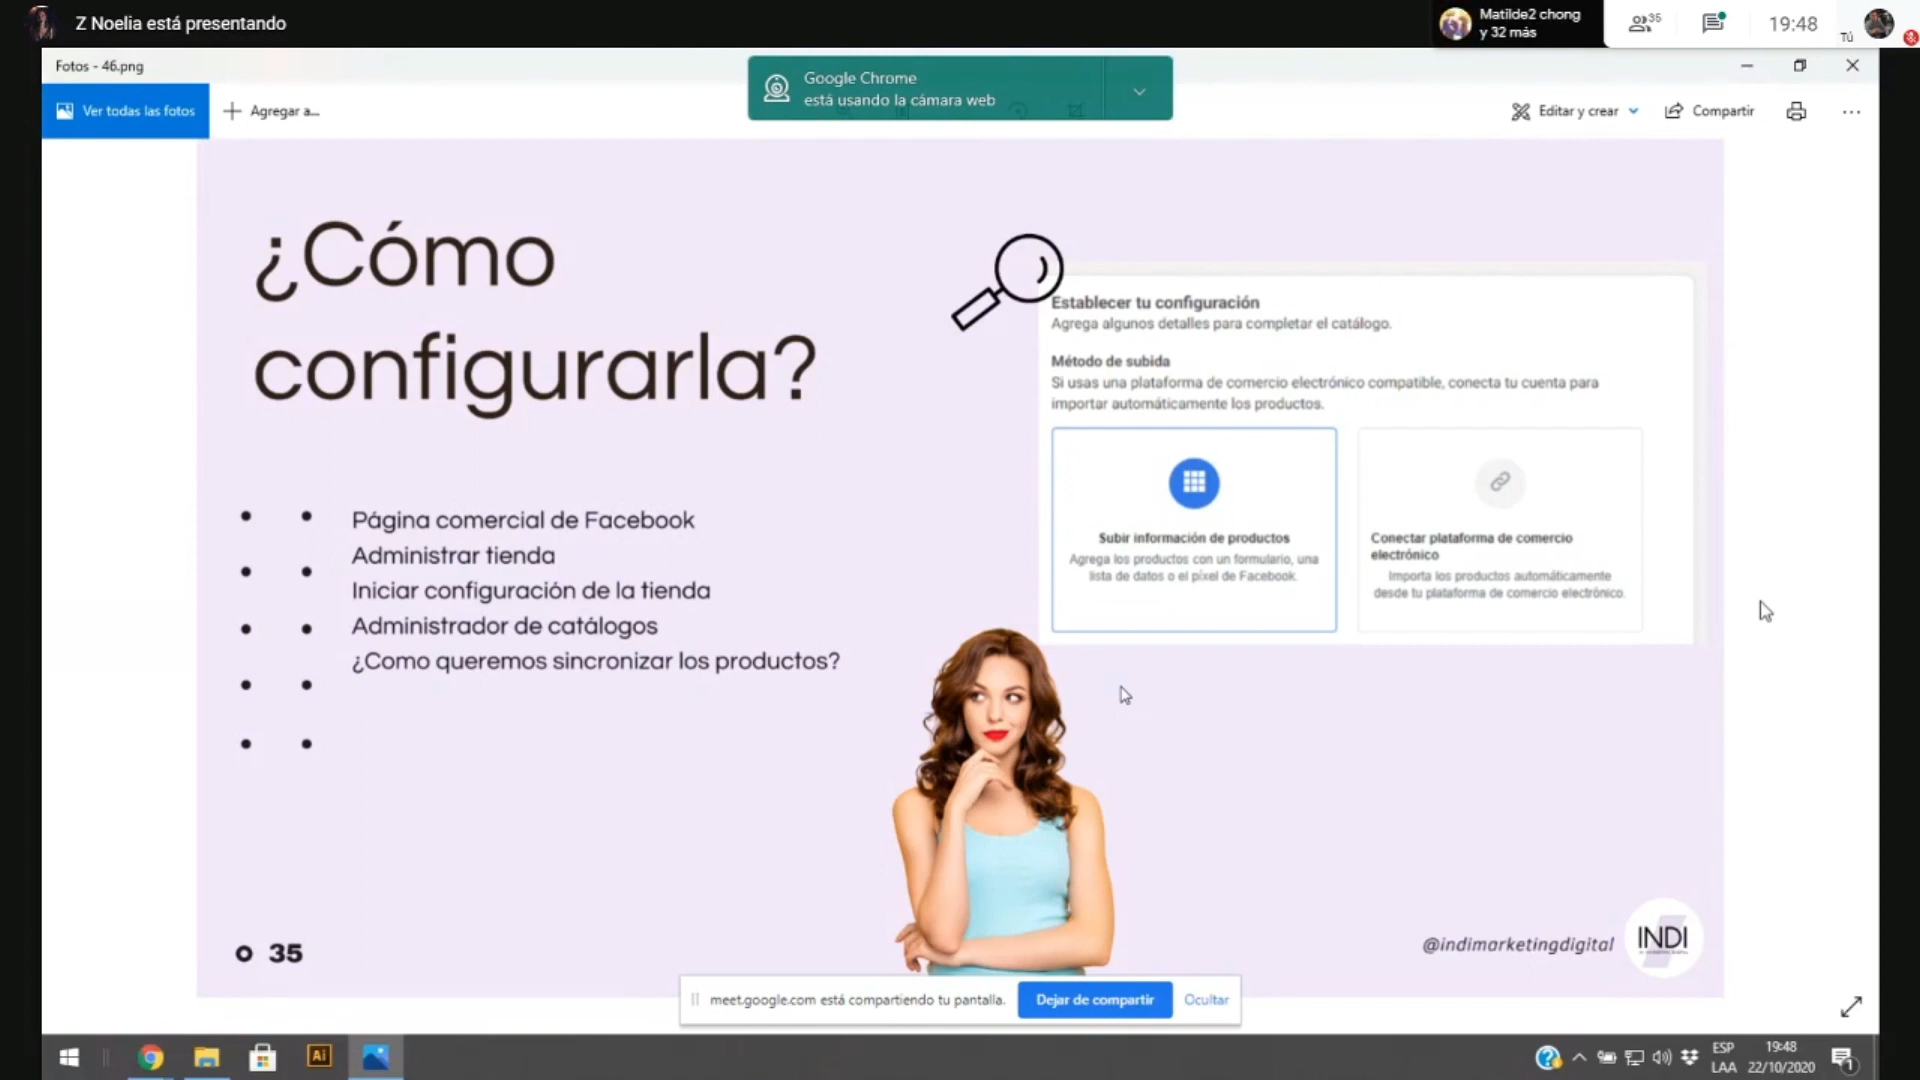 Z Noelia está presentando
Matilde2 chong
y 32 más
35
19:48
Tú
Fotos - 46.png
Google Chrome
está usando la cámara web
Ver todas las fotos
Agregar a...
Editar y crear
Compartir
¿Cómo
configurarla?
Establecer tu configuración
Agrega algunos detalles para completar el catálogo.
Método de subida
Si usas una plataforma de comercio electrónico compatible, conecta tu cuenta para
importar automáticamente los productos.
Subir información de productos
Agrega los productos con un formulario, una
lista de datos o el píxel de Facebook.
Conectar plataforma de comercio
electrónico
Importa los productos automáticamente
desde tu plataforma de comercio electrónico.
Página comercial de Facebook
Administrar tienda
Iniciar configuración de la tienda
Administrador de catálogos
¿Como queremos sincronizar los productos?
35
@indimarketingdigital
INDI
meet.google.com está compartiendo tu pantalla.
Dejar de compartir
Ocultar
Ai
ESP
LAA
19:48
22/10/2020
1